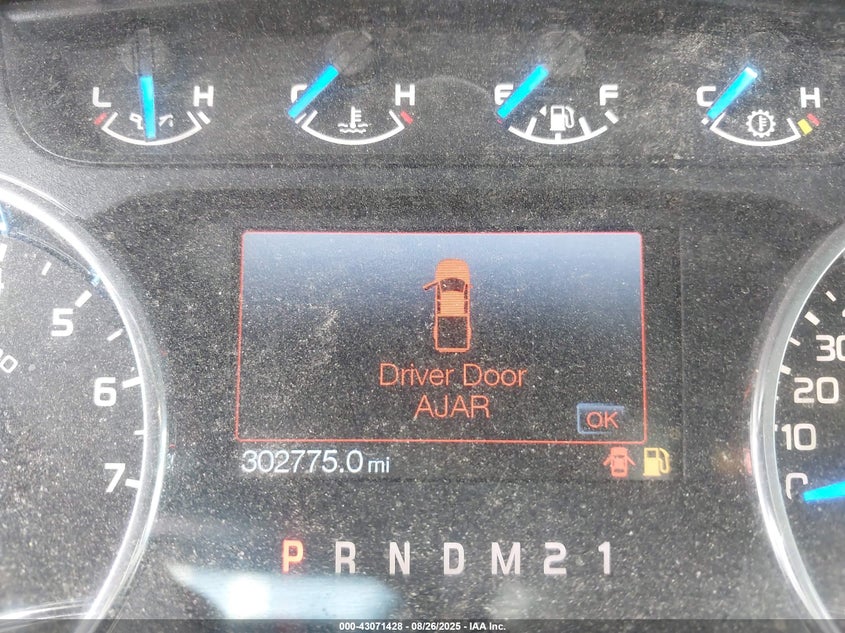 L H C H E F C H
Driver Door
AJAR
OK
302775.0 mi
5
6
7
30
20
10
0
P R N D M 2 1
000-43071428 - 08/26/2025 - IAA Inc.